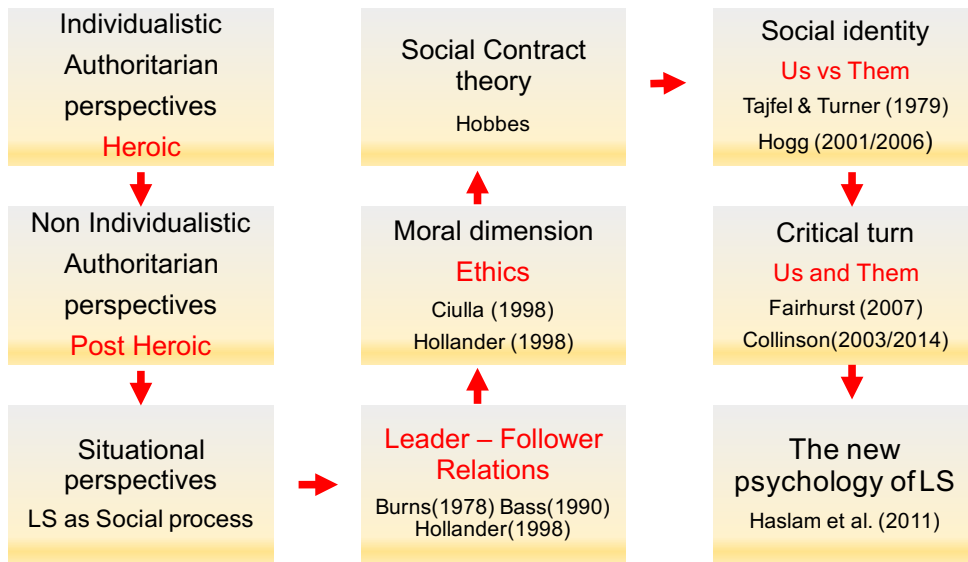 Individualistic
Authoritarian
perspectives
Heroic
Non Individualistic
Authoritarian
perspectives
Post Heroic
Situational
perspectives
LS as Social process
Leader – Follower
Relations
Burns(1978) Bass(1990)
Hollander(1998)
Moral dimension
Ethics
Ciulla (1998)
Hollander (1998)
Social Contract
theory
Hobbes
Social identity
Us vs Them
Tajfel & Turner (1979)
Hogg (2001/2006)
Critical turn
Us and Them
Fairhurst (2007)
Collinson(2003/2014)
The new
psychology of LS
Haslam et al. (2011)